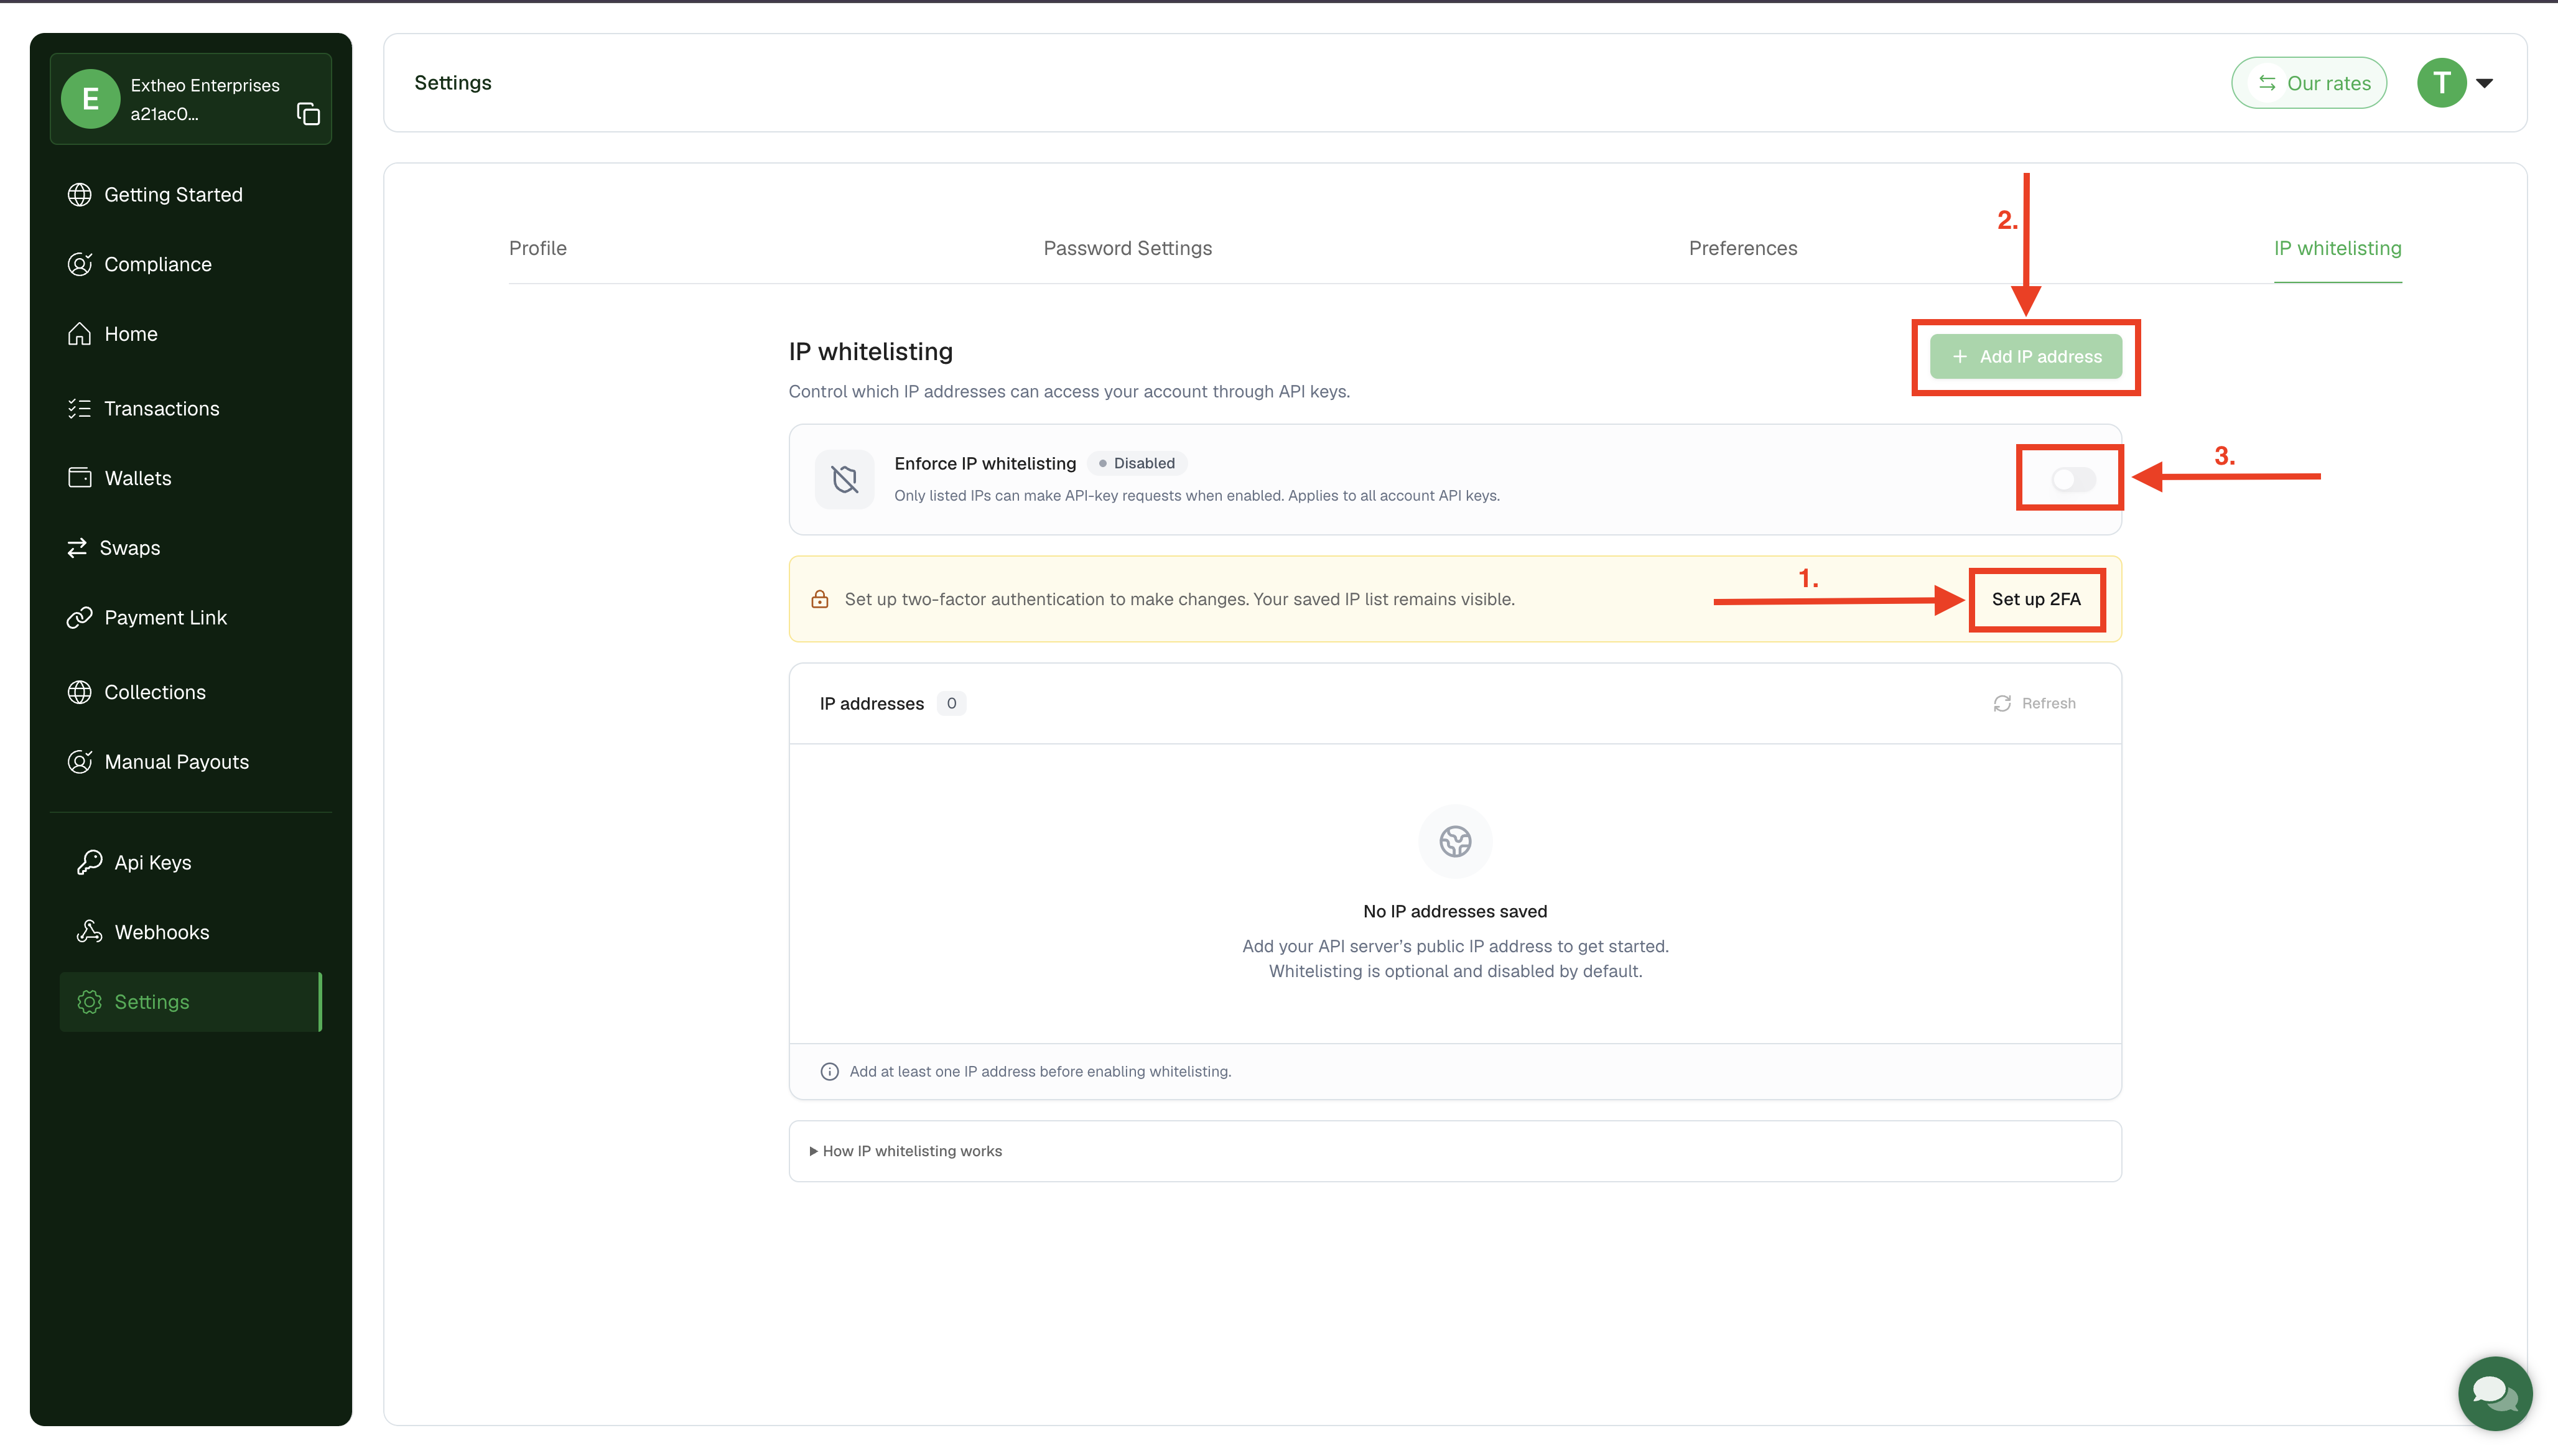 E
Extheo Enterprises
a21ac0...
Getting Started
Compliance
Home
Transactions
Wallets
Swaps
Payment Link
Collections
Manual Payouts
Api Keys
Webhooks
Settings
Settings
Our rates
T
Profile
Password Settings
Preferences
IP whitelisting
2.
IP whitelisting
Control which IP addresses can access your account through API keys.
+ Add IP address
Enforce IP whitelisting
Disabled
Only listed IPs can make API-key requests when enabled. Applies to all account API keys.
3.
Set up two-factor authentication to make changes. Your saved IP list remains visible.
1.
Set up 2FA
IP addresses 0
Refresh
No IP addresses saved
Add your API server’s public IP address to get started.
Whitelisting is optional and disabled by default.
Add at least one IP address before enabling whitelisting.
How IP whitelisting works